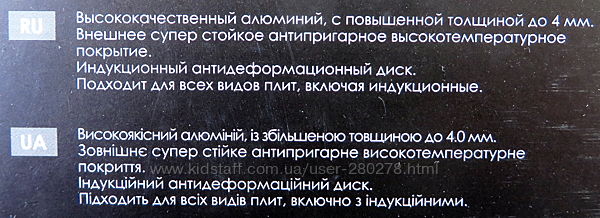 RU
Высококачественный алюминий, с повышенной толщиной до 4 мм.
Внешнее супер стойкое антипригарное высокотемпературное
покрытие.
Индукционный антидеформационный диск.
Подходит для всех видов плит, включая индукционные.
UA
Високоякісний алюміній, із збільшеною товщиною до 4.0 мм.
Зовнішнє супер стійке антипригарне високотемпературне
покриття.
www.kidstaff.com.ua/user-280278.html
Індукційний антидеформаційний диск.
Підходить для всіх видів плит, включно з індукційними.